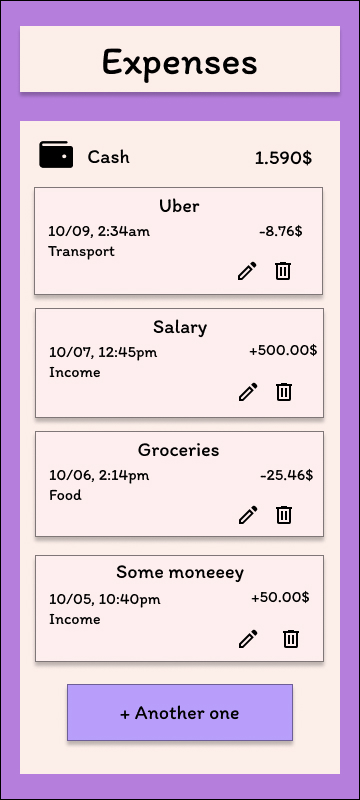 Expenses
Cash 1.590$
Uber
10/09, 2:34am -8.76$
Transport
Salary
10/07, 12:45pm +500.00$
Income
Groceries
10/06, 2:14pm -25.46$
Food
Some moneeey
10/05, 10:40pm +50.00$
Income
+ Another one